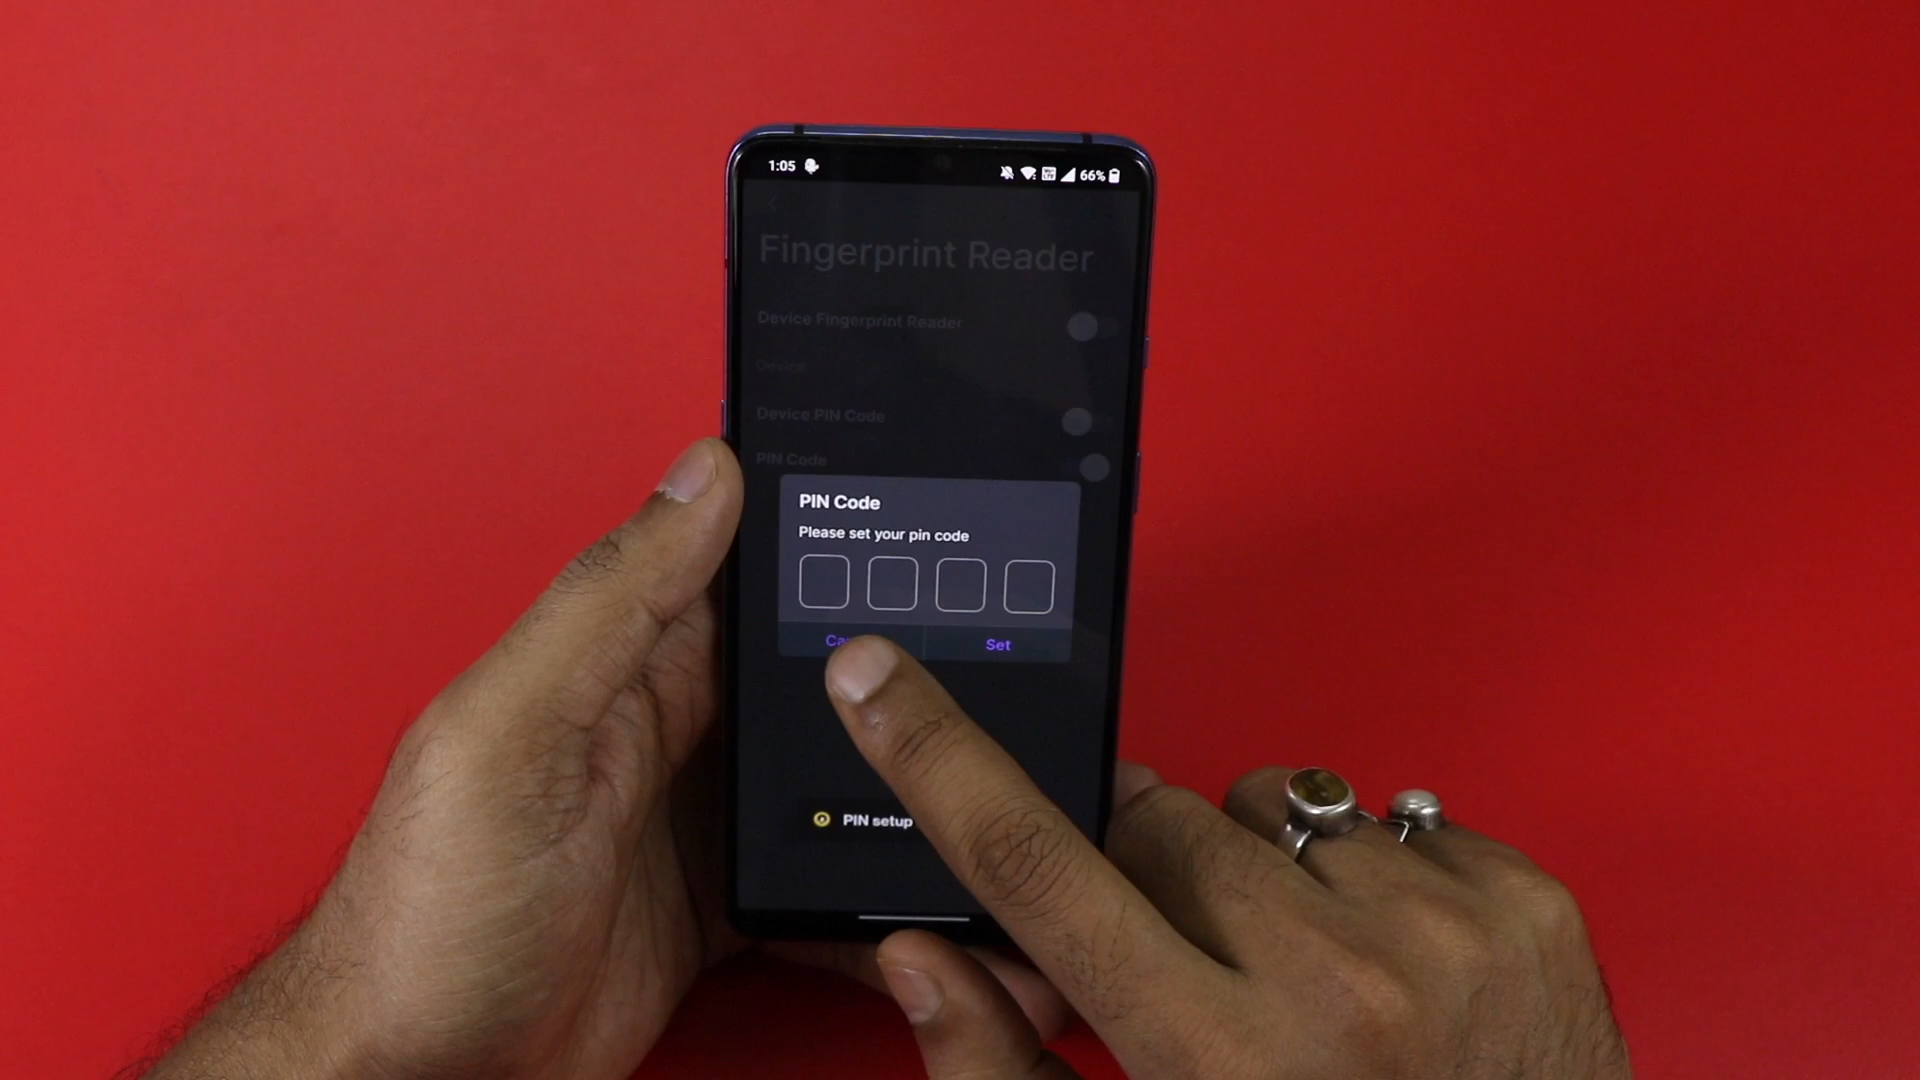 1:05
66%
Fingerprint Reader
Device Fingerprint Reader
Device
Device PIN Code
PIN Code
PIN Code
Please set your pin code
Set
PIN setup